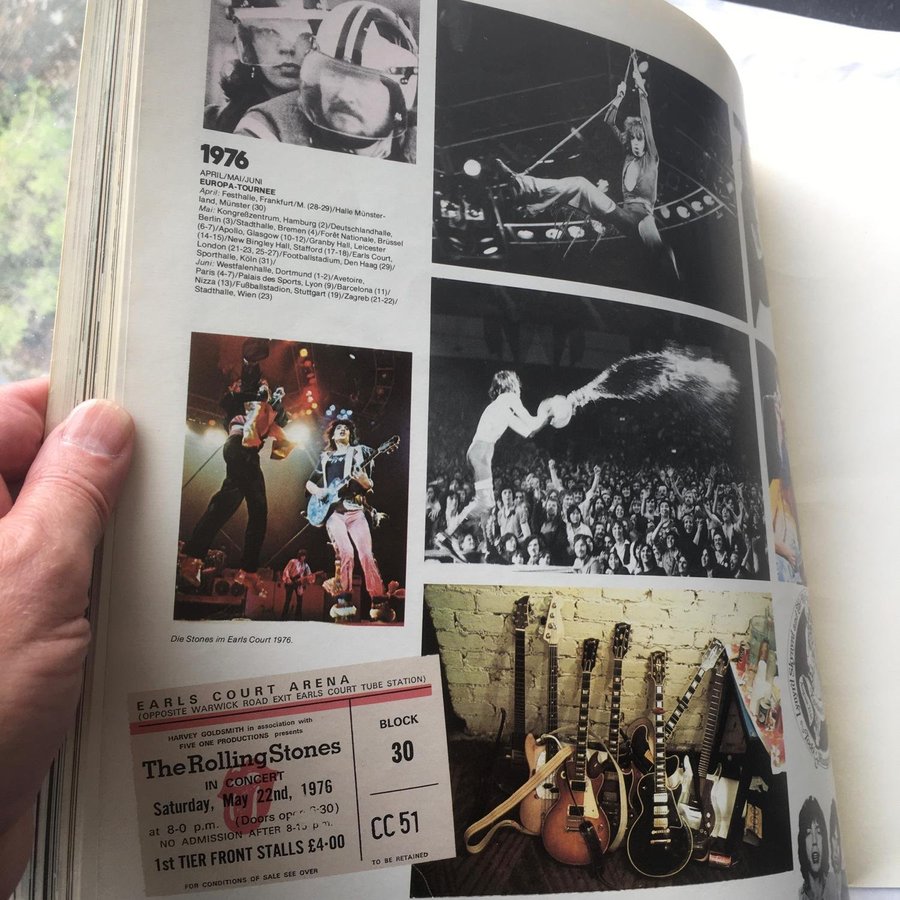 1976
APRIL/MAI/JUNI
EUROPA-TOURNEE
April: Festhalle, Frankfurt/M. (28-29)/Halle Münster-
land, Münster (30)
Mai: Kongreßzentrum, Hamburg (2)/Deutschlandhalle,
Berlin (3)/Stadthalle, Bremen (4)/Forêt Nationale, Brüssel
(6-7)/Apollo, Glasgow (10-12)/Granby Hall, Leicester
(14-15)/New Bingley Hall, Stafford (17-18)/Earls Court,
London (21-23, 25-27)/Footballstadium, Den Haag (29)/
Sporthalle, Köln (31)/
Juni: Westfalenhalle, Dortmund (1-2)/Avetoire,
Paris (4-7)/Palais des Sports, Lyon (9)/Barcelona (11)/
Nizza (13)/Fußballstadion, Stuttgart (19)/Zagreb (21-22)/
Stadthalle, Wien (23)
Die Stones im Earls Court 1976.
EARLS COURT ARENA
(OPPOSITE WARWICK ROAD EXIT EARLS COURT TUBE STATION)
HARVEY GOLDSMITH in association with
FIVE ONE PRODUCTIONS presents
The Rolling Stones
IN CONCERT
Saturday, May 22nd, 1976
at 8-0 p.m. (Doors open
NO ADMISSION AFTER 8-15 p.m.
1st TIER FRONT STALLS £4·00
FOR CONDITIONS OF SALE SEE OVER
BLOCK
30
CC 51
TO BE RETAINED
Lynyrd Skynyrd